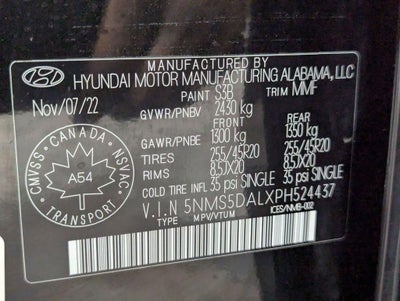 MANUFACTURED BY
HYUNDAI MOTOR MANUFACTURING ALABAMA, LLC
Nov/07/22
PAINT S3B TRIM MMF
GVWR/PNBV 2430 kg
FRONT REAR
GAWR/PNBE 1300 kg 1350 kg
TIRES 255/45R20 255/45R20
RIMS 8,5JX20 8,5JX20
COLD TIRE INFL 35 psi SINGLE 35 psi SINGLE
V.I.N 5NMS5DALXPH524437
TYPE MPV/VTUM ICES/NMB-002
CANADA
CMVSS NSVAC
A54
TRANSPORT